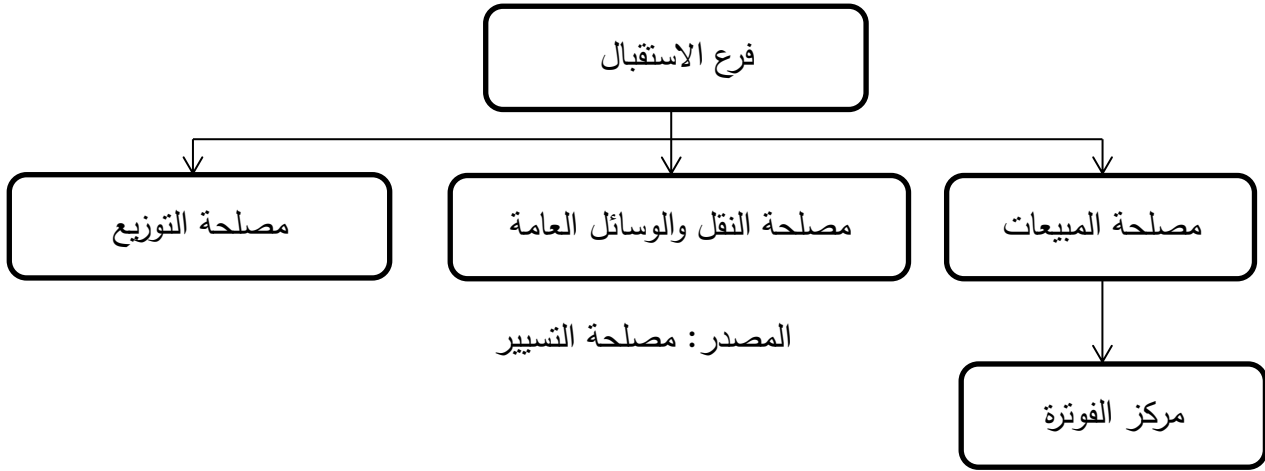 فرع الاستقبال
مصلحة المبيعات
مصلحة النقل والوسائل العامة
مصلحة التوزيع
المصدر: مصلحة التسيير
مركز الفوترة